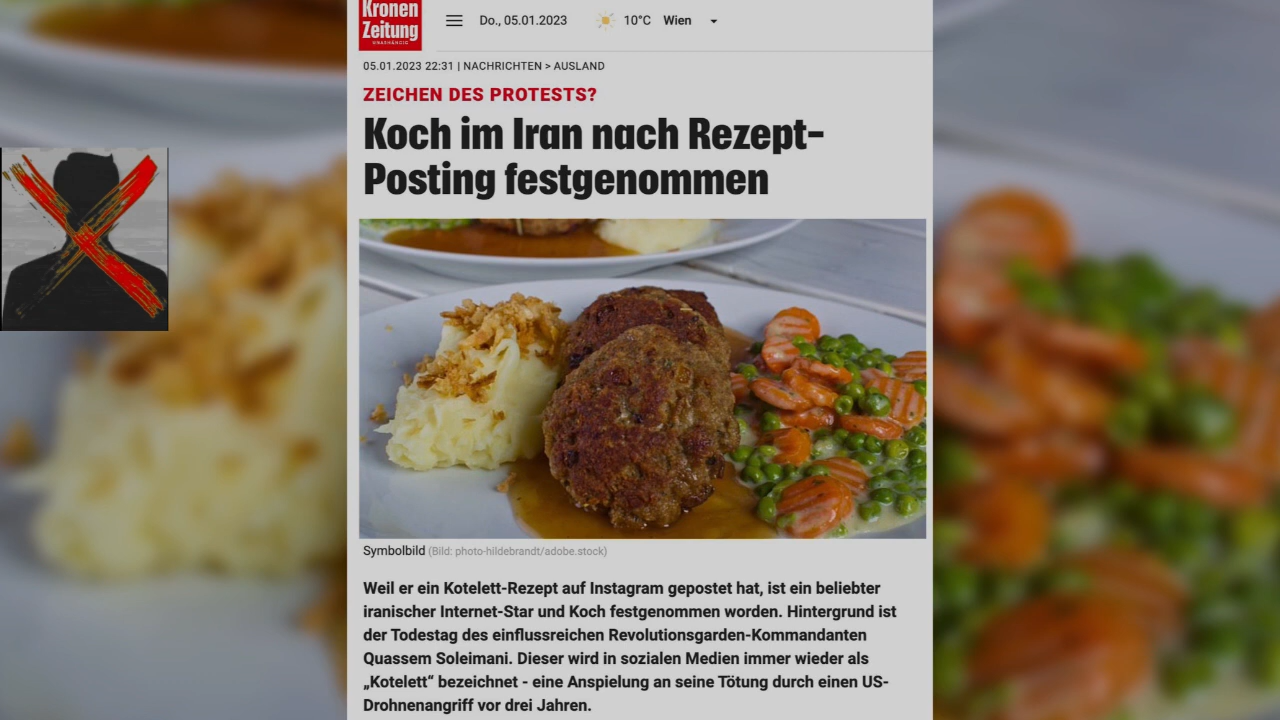 Kronen
Zeitung
UNABHÄNGIG
Do., 05.01.2023
10°C
Wien
05.01.2023 22:31 | NACHRICHTEN > AUSLAND
ZEICHEN DES PROTESTS?
Koch im Iran nach Rezept-
Posting festgenommen
Symbolbild (Bild: photo-hildebrandt/adobe.stock)
Weil er ein Kotelett-Rezept auf Instagram gepostet hat, ist ein beliebter
iranischer Internet-Star und Koch festgenommen worden. Hintergrund ist
der Todestag des einflussreichen Revolutionsgarden-Kommandanten
Quassem Soleimani. Dieser wird in sozialen Medien immer wieder als
„Kotelett“ bezeichnet - eine Anspielung an seine Tötung durch einen US-
Drohnenangriff vor drei Jahren.